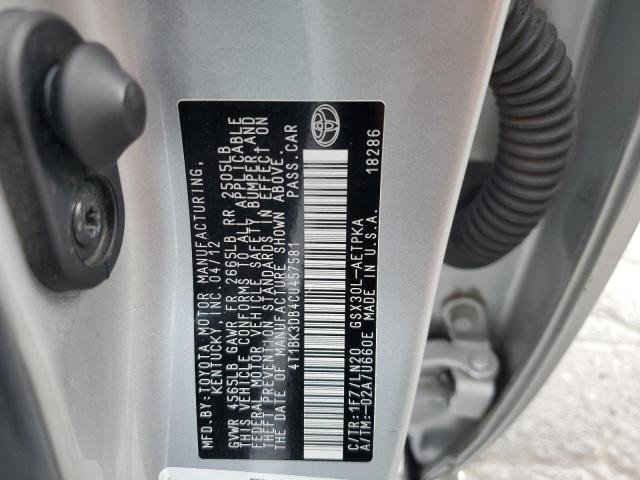 MFD.BY:TOYOTA MOTOR MANUFACTURING,
KENTUCKY, INC. 04/12
GVWR 4565LB GAWR FR 2665LB RR 2505LB
THIS VEHICLE CONFORMS TO ALL APPLICABLE
FEDERAL MOTOR VEHICLE SAFETY, BUMPER, AND
THEFT PREVENTION STANDARDS IN EFFECT ON
THE DATE OF MANUFACTURE SHOWN ABOVE.
4T1BK3DB4CU457581 PASS.CAR
C/TR:1F7/LN20 GSX30L-AETPKA
A/TM:-02A/U660E MADE IN U.S.A. 18286